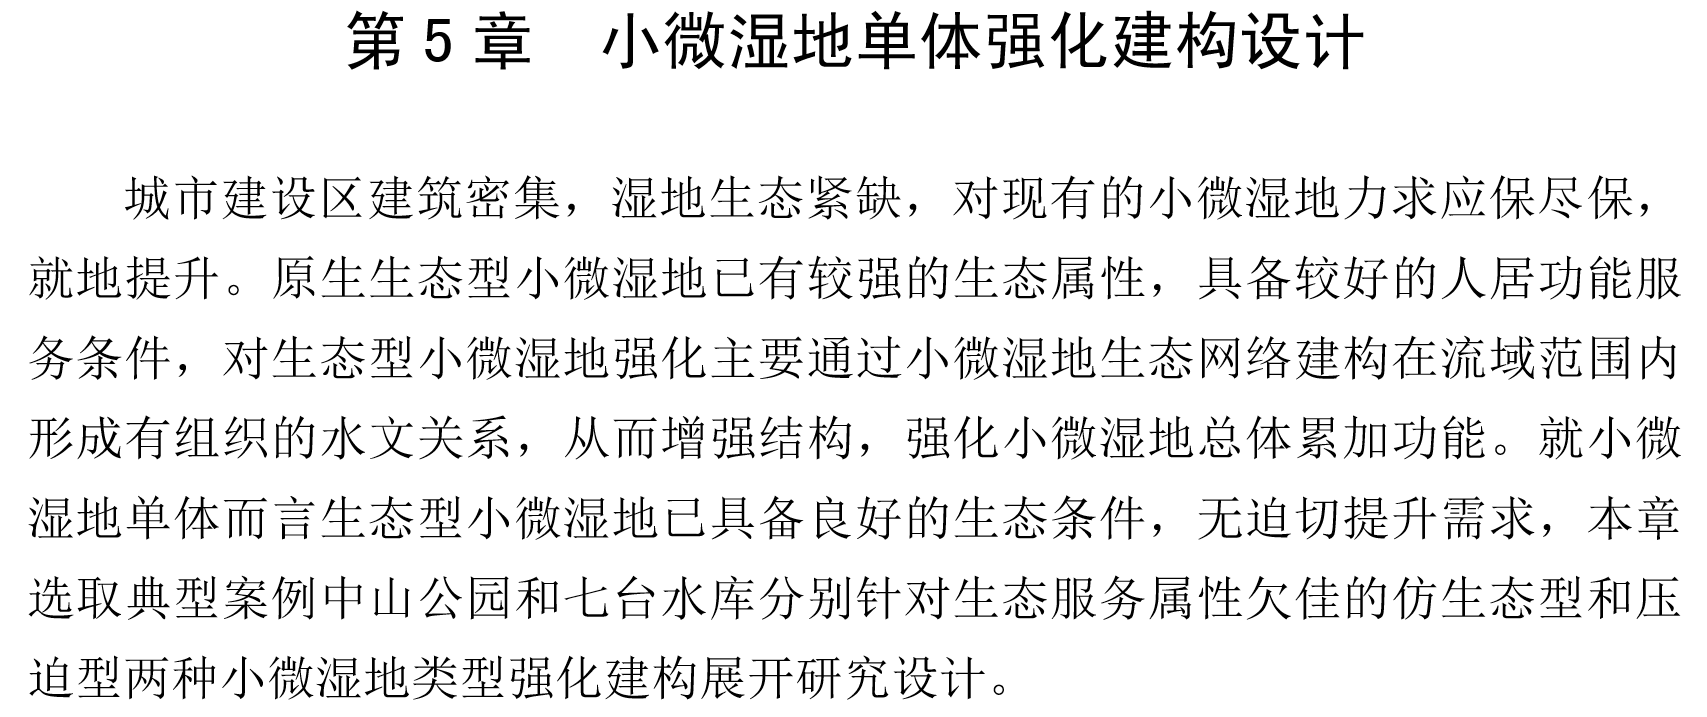 第 5 章　小微湿地单体强化建构设计
城市建设区建筑密集，湿地生态紧缺，对现有的小微湿地力求应保尽保，
就地提升。原生生态型小微湿地已有较强的生态属性，具备较好的人居功能服
务条件，对生态型小微湿地强化主要通过小微湿地生态网络建构在流域范围内
形成有组织的水文关系，从而增强结构，强化小微湿地总体累加功能。就小微
湿地单体而言生态型小微湿地已具备良好的生态条件，无迫切提升需求，本章
选取典型案例中山公园和七台水库分别针对生态服务属性欠佳的仿生态型和压
迫型两种小微湿地类型强化建构展开研究设计。